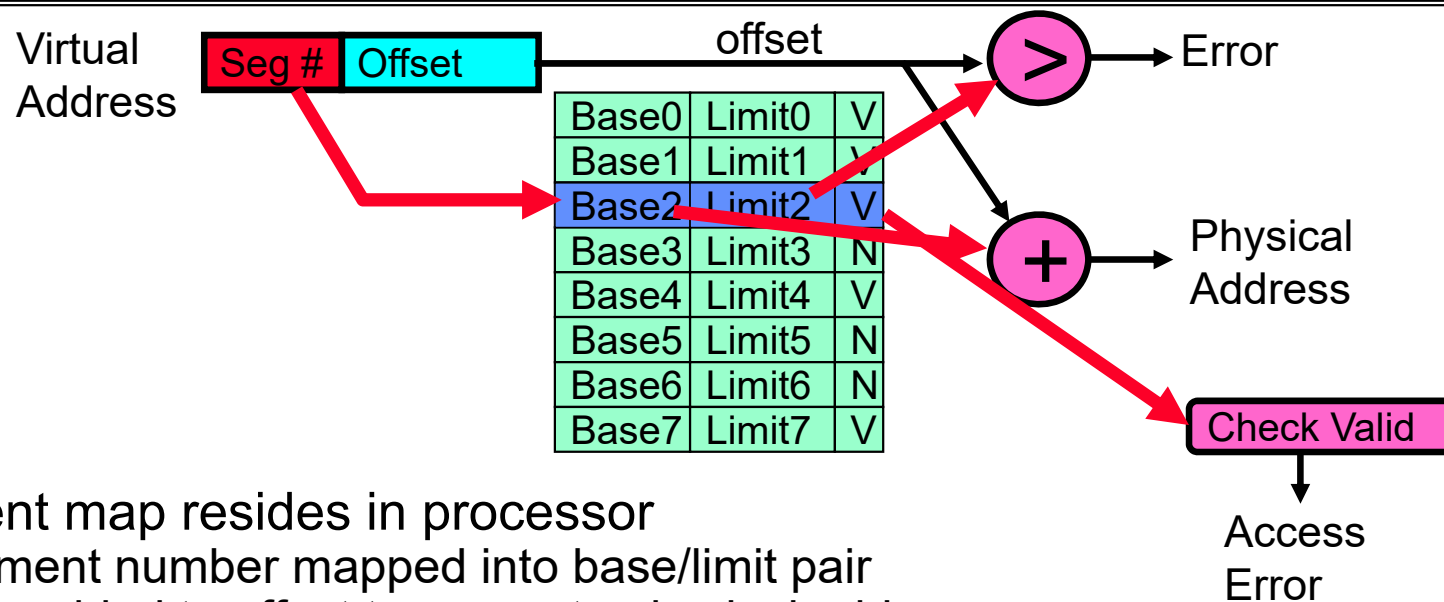 Virtual
Address
Seg #
Offset
offset
>
Error
Base0 Limit0 V
Base1 Limit1 V
Base2 Limit2 V
Base3 Limit3 N
Base4 Limit4 V
Base5 Limit5 N
Base6 Limit6 N
Base7 Limit7 V
+
Physical
Address
Check Valid
Access
Error
ent map resides in processor
ment number mapped into base/limit pair